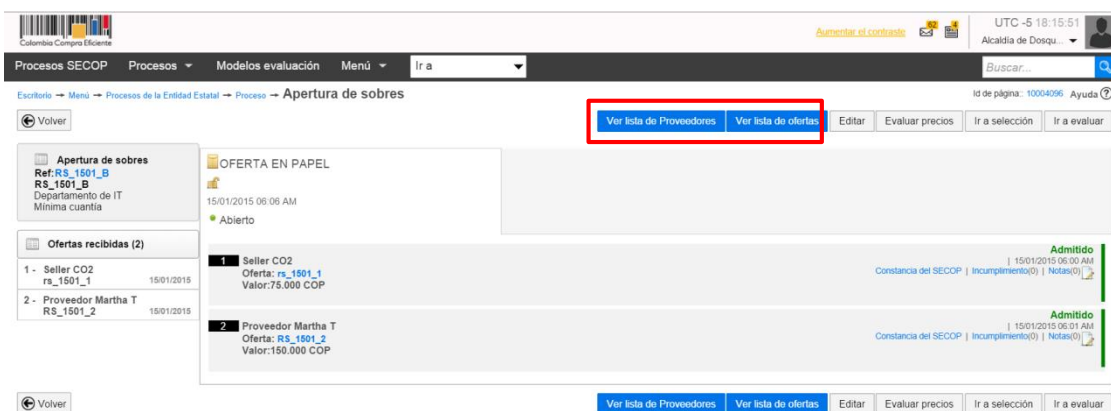 Colombia Compra Eficiente
Aumentar el contraste 62 4 UTC -5 18:15:51
Alcaldia de Dosqu...
Procesos SECOP Procesos Modelos evaluación Menú Ir a Buscar...
Escritorio → Menú → Procesos de la Entidad Estatal → Proceso → Apertura de sobres Id de página:: 10004096 Ayuda ?
Volver Ver lista de Proveedores Ver lista de ofertas Editar Evaluar precios Ir a selección Ir a evaluar
Apertura de sobres
Ref:RS_1501_B
RS_1501_B
Departamento de IT
Mínima cuantía
Ofertas recibidas (2)
1 - Seller CO2
rs_1501_1 15/01/2015
2 - Proveedor Martha T
RS_1501_2 15/01/2015
OFERTA EN PAPEL
15/01/2015 06:06 AM
Abierto
1 Seller CO2
Oferta: rs_1501_1
Valor:75.000 COP
Admitido
| 15/01/2015 06:00 AM
Constancia del SECOP | Incumplimiento(0) | Notas(0)
2 Proveedor Martha T
Oferta: RS_1501_2
Valor:150.000 COP
Admitido
| 15/01/2015 06:01 AM
Constancia del SECOP | Incumplimiento(0) | Notas(0)
Volver Ver lista de Proveedores Ver lista de ofertas Editar Evaluar precios Ir a selección Ir a evaluar